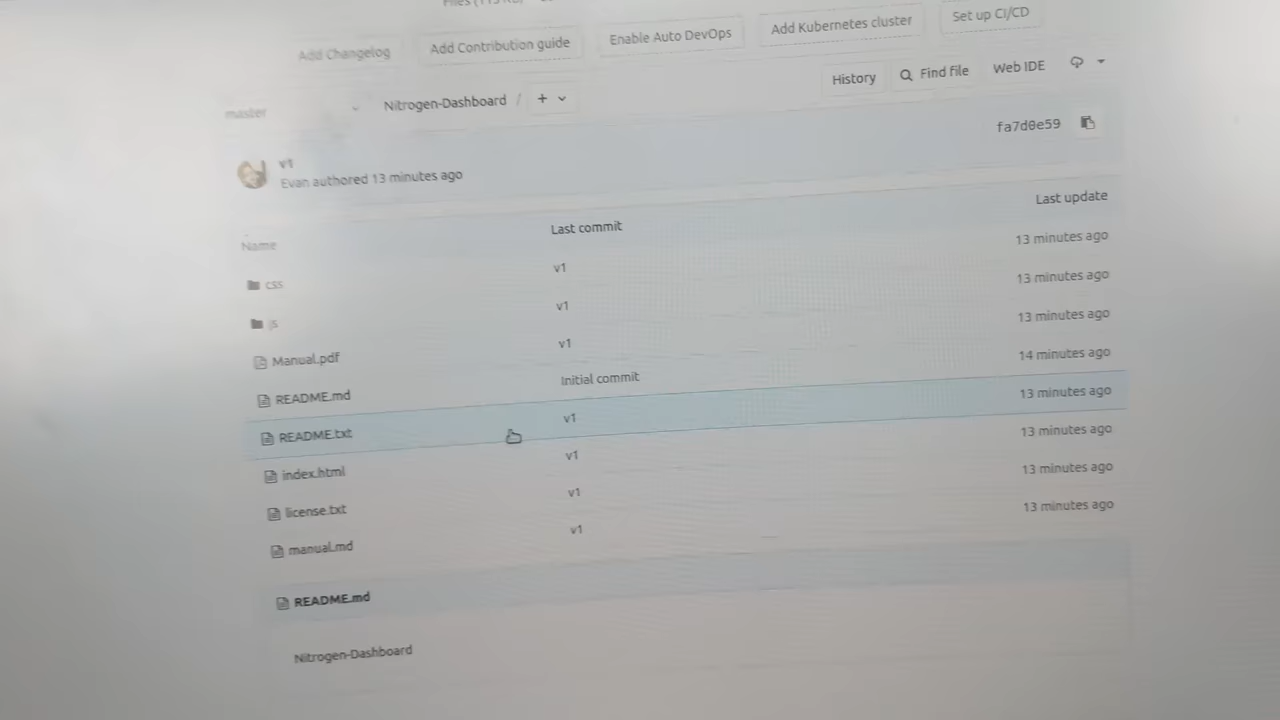 Add Changelog Add Contribution guide Enable Auto DevOps Add Kubernetes cluster Set up CI/CD
master Nitrogen-Dashboard / + History Find file Web IDE
v1
Evan authored 13 minutes ago fa7d0e59
Name Last commit Last update
css v1 13 minutes ago
js v1 13 minutes ago
Manual.pdf v1 13 minutes ago
README.md Initial commit 14 minutes ago
README.txt v1 13 minutes ago
index.html v1 13 minutes ago
license.txt v1 13 minutes ago
manual.md v1 13 minutes ago
README.md
Nitrogen-Dashboard